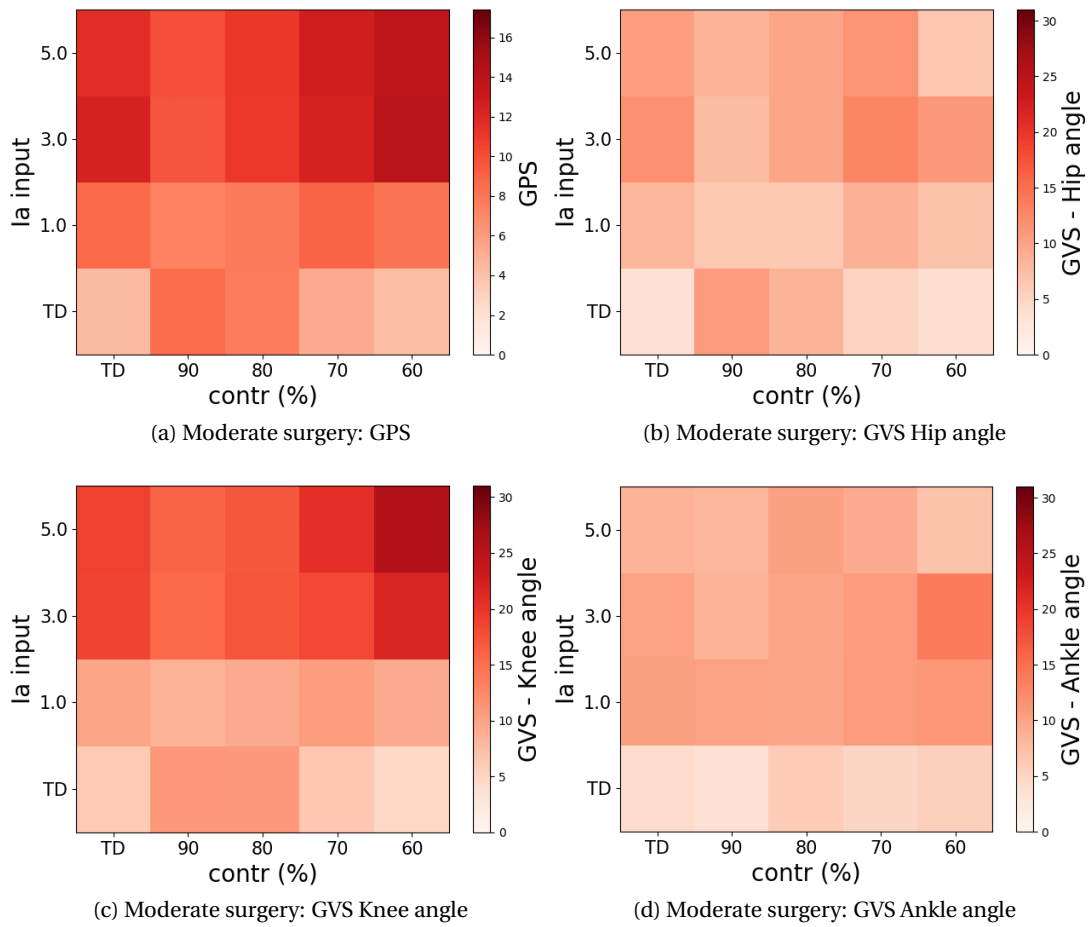 5.0
3.0
1.0
TD
Ia input
TD 90 80 70 60
contr (%)
16
14
12
10
8
6
4
2
0
GPS
(a) Moderate surgery: GPS
5.0
3.0
1.0
TD
Ia input
TD 90 80 70 60
contr (%)
30
25
20
15
10
5
0
GVS - Hip angle
(b) Moderate surgery: GVS Hip angle
5.0
3.0
1.0
TD
Ia input
TD 90 80 70 60
contr (%)
30
25
20
15
10
5
0
GVS - Knee angle
(c) Moderate surgery: GVS Knee angle
5.0
3.0
1.0
TD
Ia input
TD 90 80 70 60
contr (%)
30
25
20
15
10
5
0
GVS - Ankle angle
(d) Moderate surgery: GVS Ankle angle